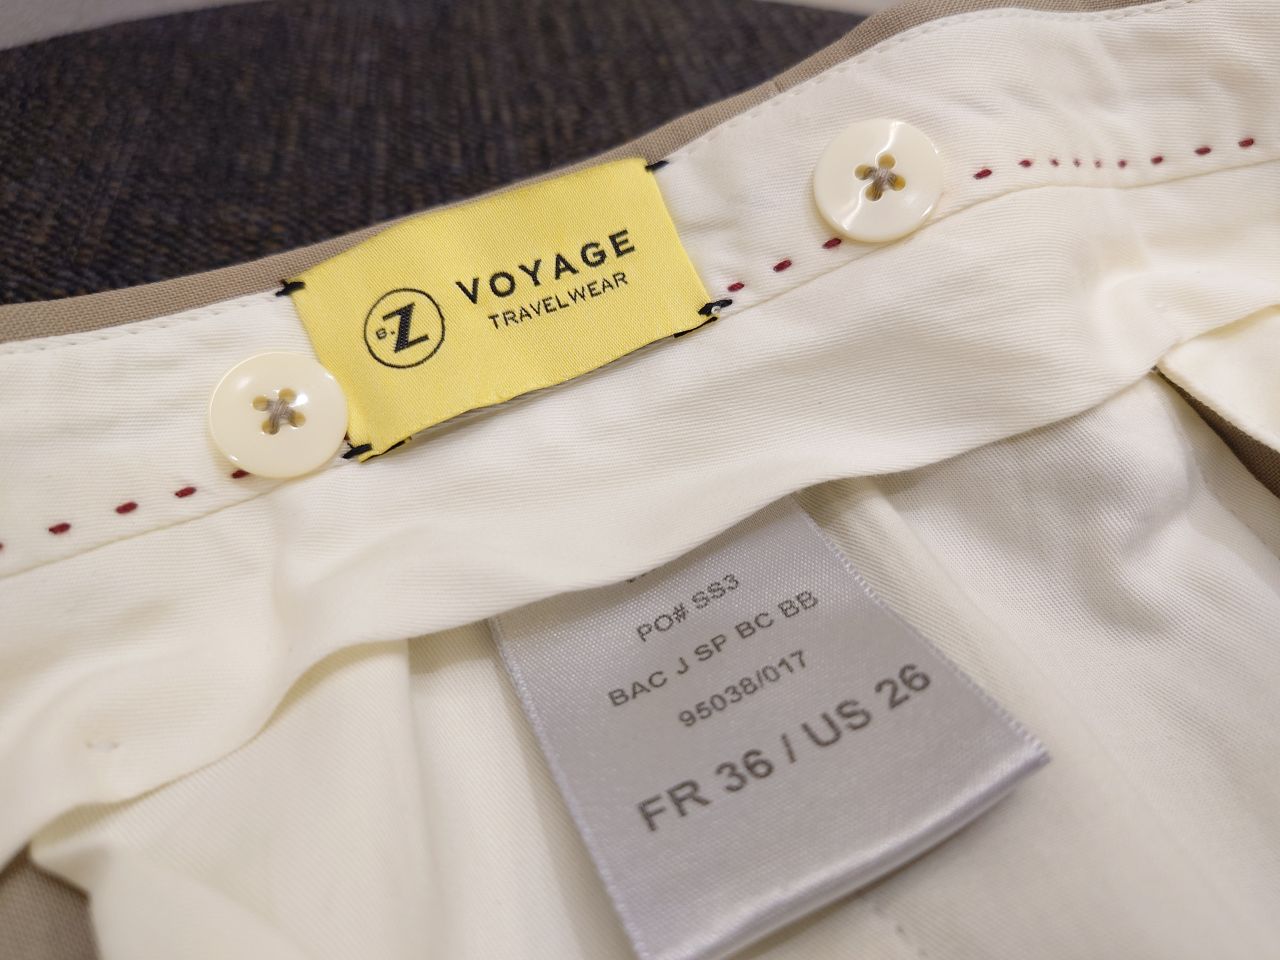 B.Z
VOYAGE
TRAVELWEAR
PO# SS3
BAC J SP BC BB
95038/017
FR 36 / US 26